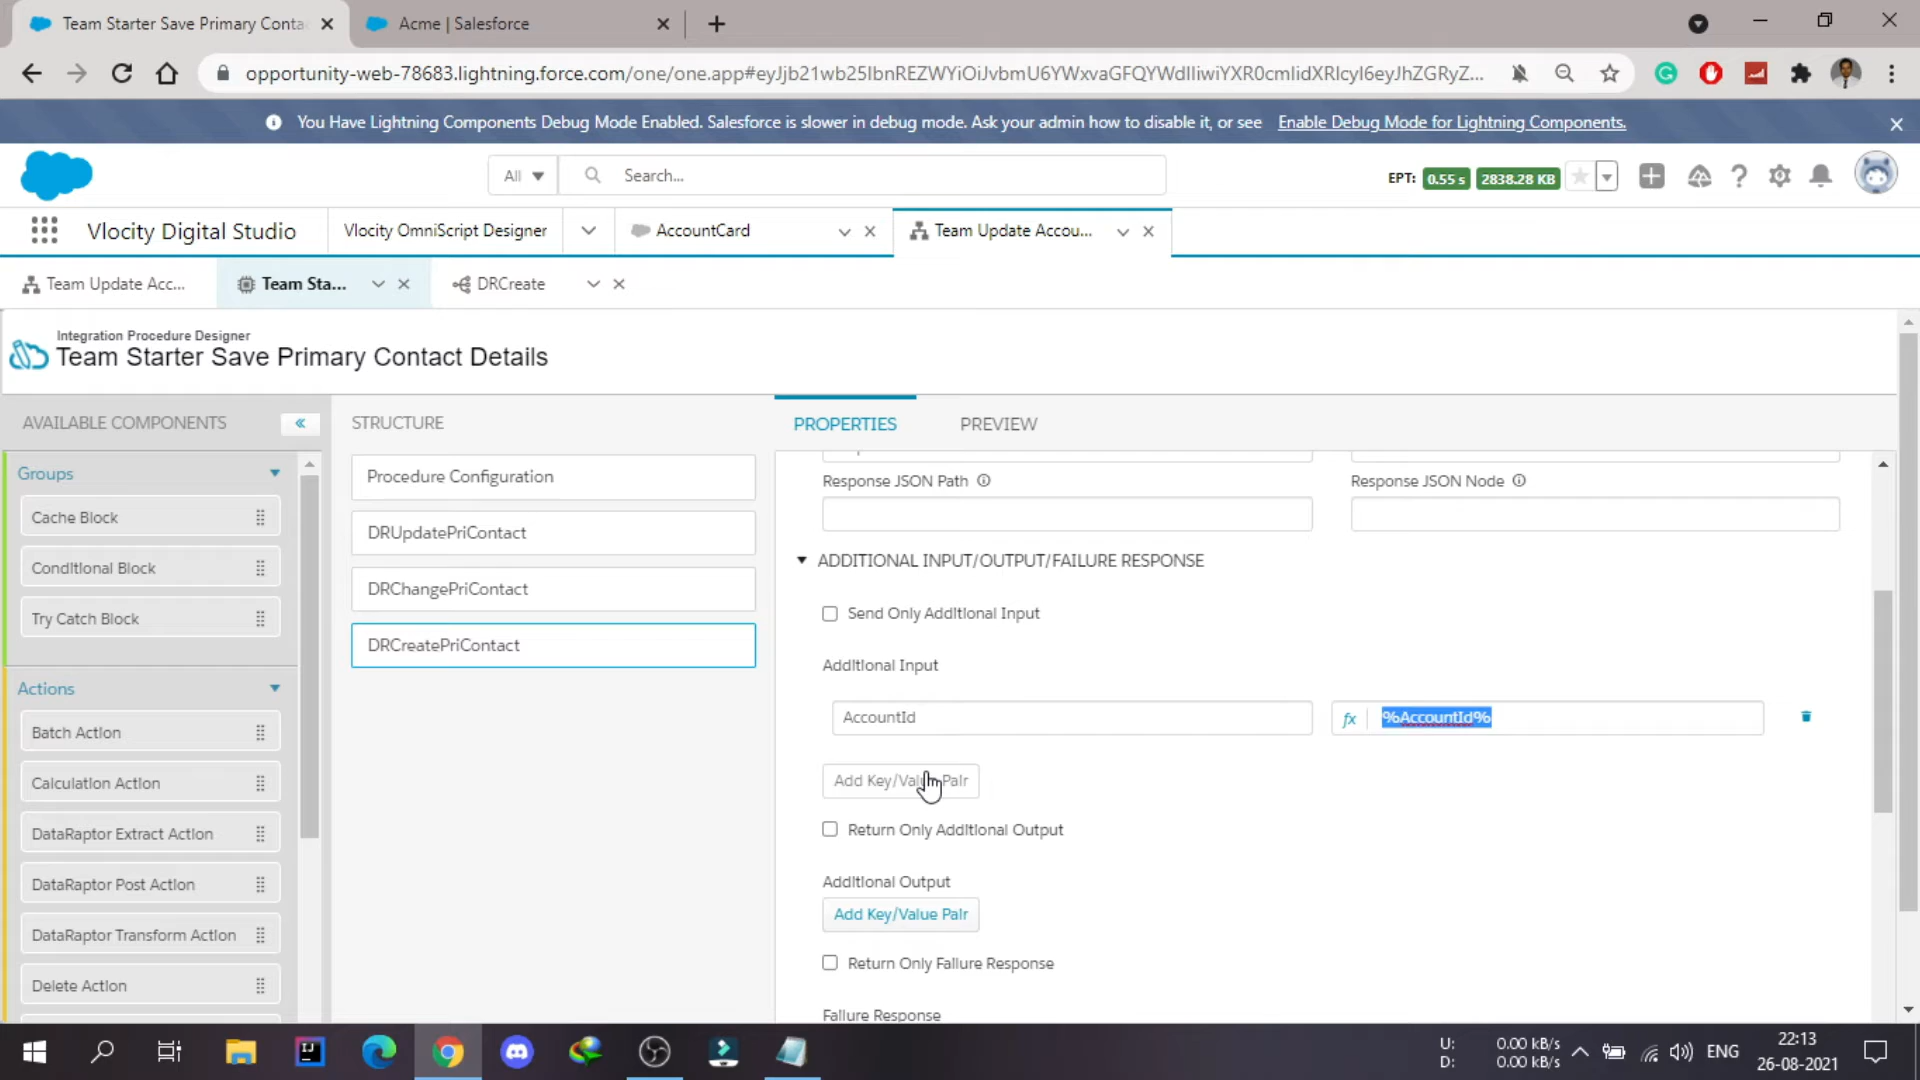 Team Starter Save Primary Conta
Acme | Salesforce
opportunity-web-78683.lightning.force.com/one/one.app#eyJjb21wb25lbnREZWYiOiJvbmU6YWxvaGFQYWdlIiwiYXR0cmlidXRlcyI6eyJhZGRyZ...
You Have Lightning Components Debug Mode Enabled. Salesforce is slower in debug mode. Ask your admin how to disable it, or see Enable Debug Mode for Lightning Components.
All
Search...
EPT: 0.55 s 2838.28 KB
Vlocity Digital Studio
Vlocity OmniScript Designer
AccountCard
Team Update Accou...
Team Update Acc...
Team Sta...
DRCreate
Integration Procedure Designer
Team Starter Save Primary Contact Details
AVAILABLE COMPONENTS
Groups
Cache Block
Conditional Block
Try Catch Block
Actions
Batch Action
Calculation Action
DataRaptor Extract Action
DataRaptor Post Action
DataRaptor Transform Action
Delete Action
STRUCTURE
Procedure Configuration
DRUpdatePriContact
DRChangePriContact
DRCreatePriContact
PROPERTIES
PREVIEW
Response JSON Path
Response JSON Node
ADDITIONAL INPUT/OUTPUT/FAILURE RESPONSE
Send Only Additional Input
Additional Input
AccountId
fx %AccountId%
Add Key/Value Pair
Return Only Additional Output
Additional Output
Add Key/Value Pair
Return Only Failure Response
Failure Response
U: 0.00 kB/s
D: 0.00 kB/s
ENG
22:13
26-08-2021